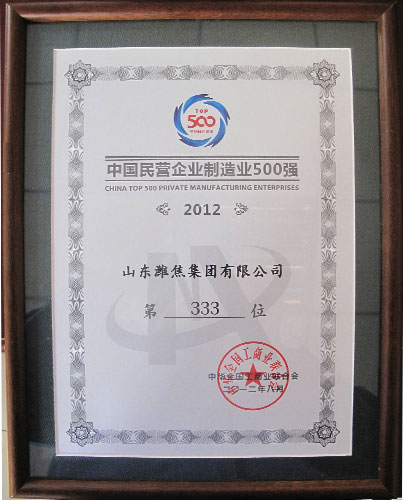 TOP
500
中国民营企业制造业500强
CHINA TOP 500 PRIVATE MANUFACTURING ENTERPRISES
2012
山东潍焦集团有限公司
第 333 位
中华全国工商业联合会
二〇一二年八月